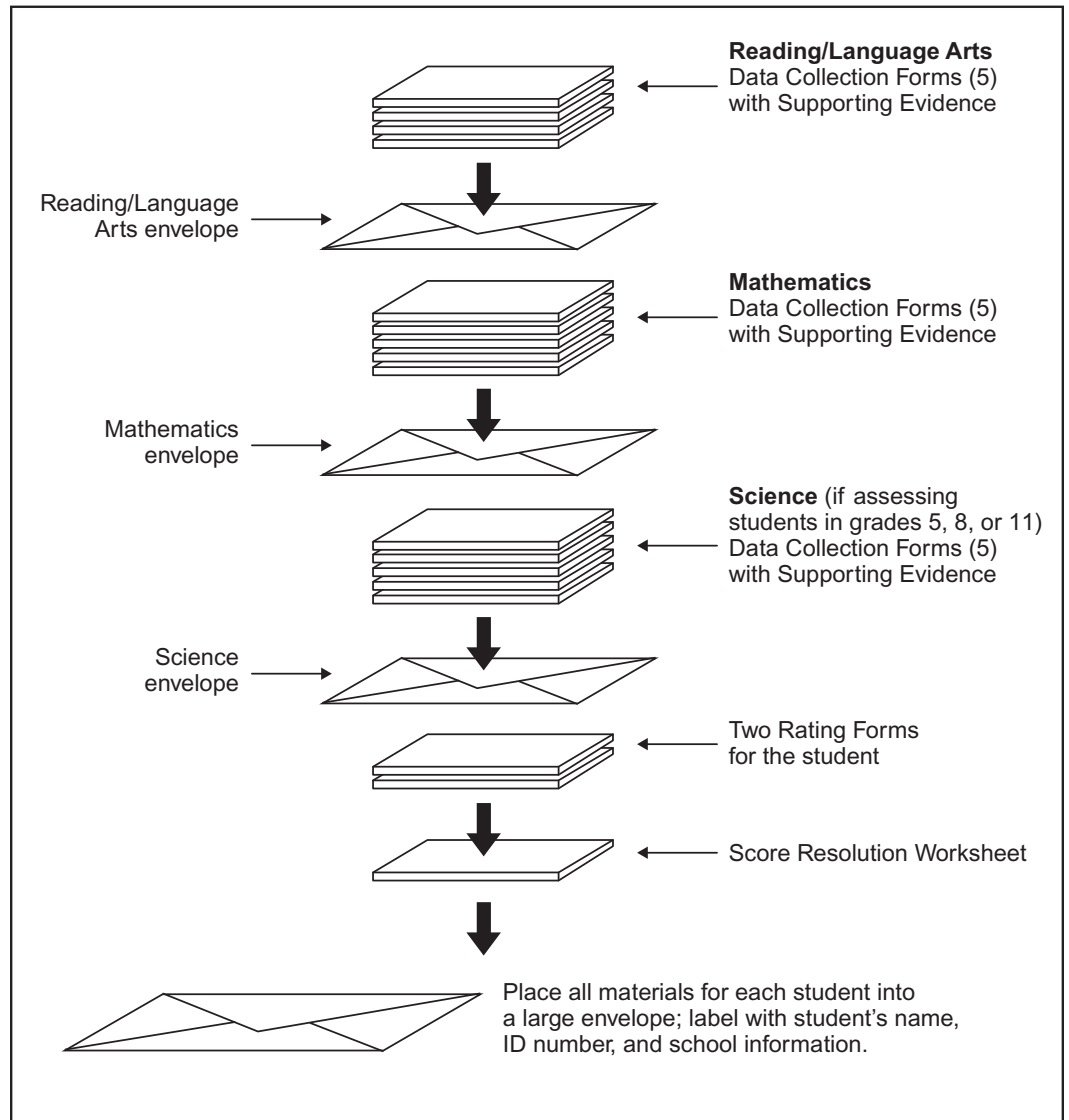 Reading/Language Arts
Data Collection Forms (5)
with Supporting Evidence
Reading/Language
Arts envelope
Mathematics
Data Collection Forms (5)
with Supporting Evidence
Mathematics
envelope
Science (if assessing
students in grades 5, 8, or 11)
Data Collection Forms (5)
with Supporting Evidence
Science
envelope
Two Rating Forms
for the student
Score Resolution Worksheet
Place all materials for each student into
a large envelope; label with student’s name,
ID number, and school information.